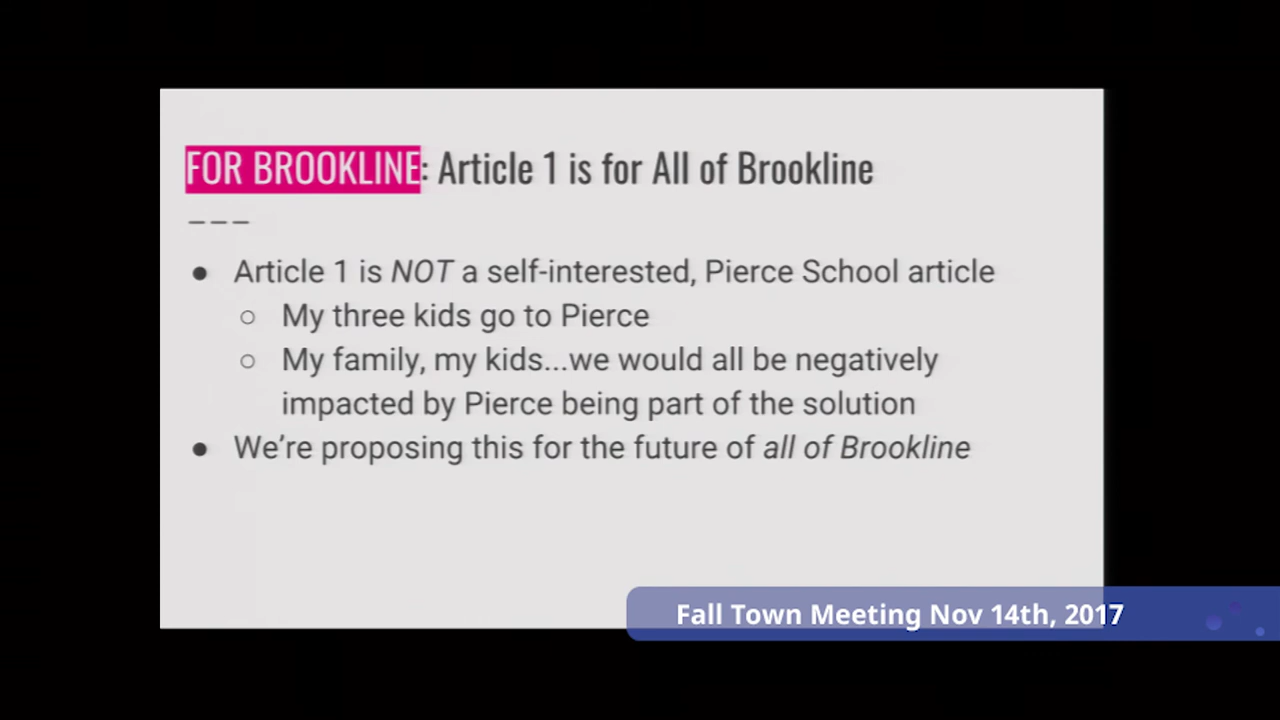 FOR BROOKLINE: Article 1 is for All of Brookline
---
● Article 1 is NOT a self-interested, Pierce School article
○ My three kids go to Pierce
○ My family, my kids...we would all be negatively
impacted by Pierce being part of the solution
● We're proposing this for the future of all of Brookline
Fall Town Meeting Nov 14th, 2017